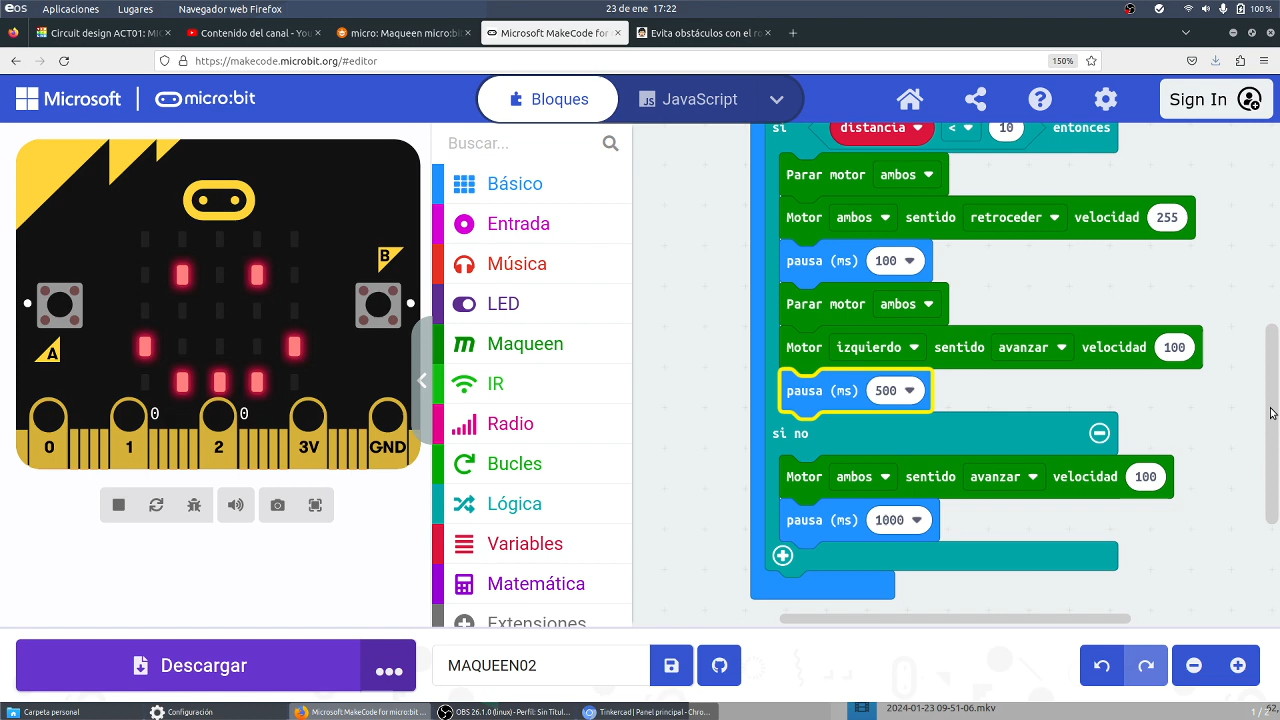 eos Aplicaciones Lugares Navegador web Firefox 23 de ene 17:22 100 %
Circuit design ACT01: MIC × Contenido del canal - You × micro: Maqueen micro:bit × Microsoft MakeCode for × Evita obstáculos con el ro × +
https://makecode.microbit.org/#editor 150%
Microsoft micro:bit Bloques JavaScript Sign In
Buscar...
Básico
Entrada
Música
LED
Maqueen
IR
Radio
Bucles
Lógica
Variables
Matemática
Extensiones
B
A
0 0
0 1 2 3V GND
si distancia < 10 entonces
Parar motor ambos
Motor ambos sentido retroceder velocidad 255
pausa (ms) 100
Parar motor ambos
Motor izquierdo sentido avanzar velocidad 100
pausa (ms) 500
si no
Motor ambos sentido avanzar velocidad 100
pausa (ms) 1000
Descargar ... MAQUEEN02
Carpeta personal Configuración Microsoft MakeCode for micro:bit ... OBS 26.1.0 (linux) - Perfil: Sin Títul... Tinkercad | Panel principal - Chro... 2024-01-23 09-51-06.mkv 1 / 2